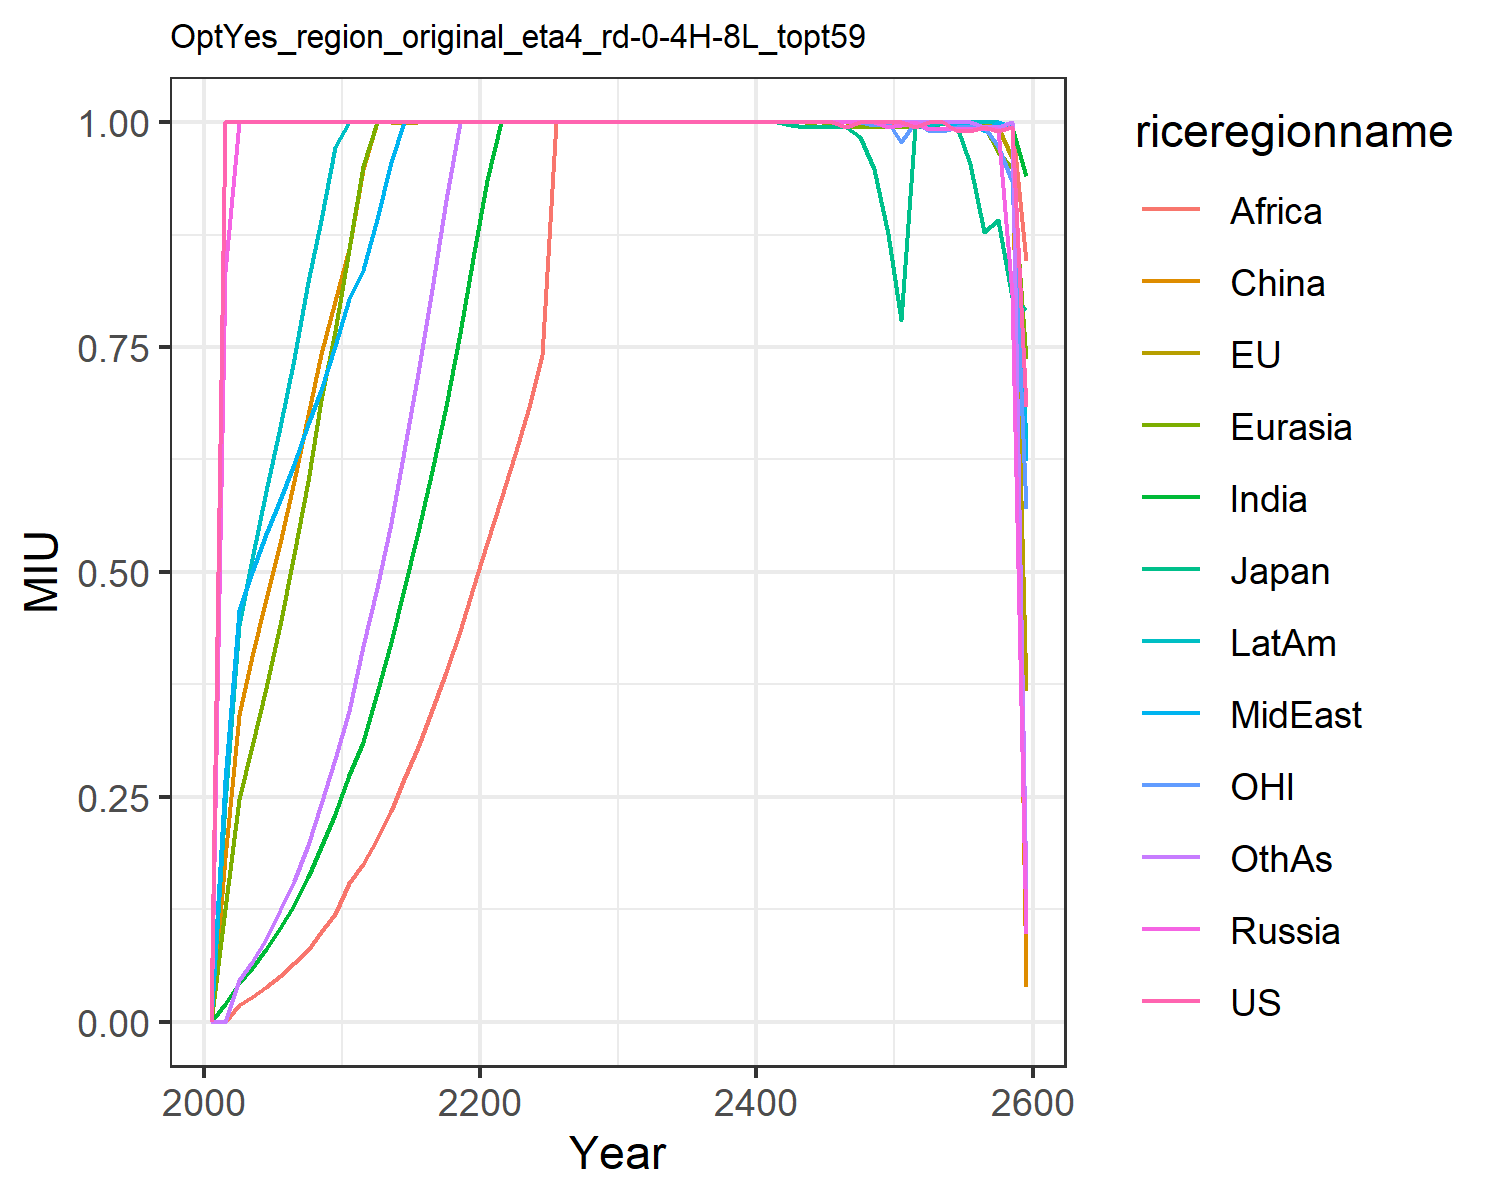 OptYes_region_original_eta4_rd-0-4H-8L_topt59
1.00
0.75
0.50
0.25
0.00
MIU
2000
2200
2400
2600
Year
riceregionname
Africa
China
EU
Eurasia
India
Japan
LatAm
MidEast
OHI
OthAs
Russia
US